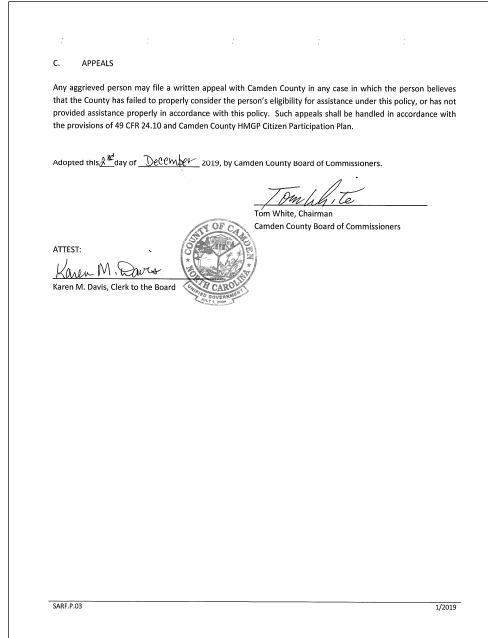 C. APPEALS
Any aggrieved person may file a written appeal with Camden County in any case in which the person believes
that the County has failed to properly consider the person's eligibility for assistance under this policy, or has not
provided assistance properly in accordance with this policy. Such appeals shall be handled in accordance with
the provisions of 49 CFR 24.10 and Camden County HMGP Citizen Participation Plan.
Adopted this 2nd day of December 2019, by Camden County Board of Commissioners.
Tom White
Tom White, Chairman
Camden County Board of Commissioners
COUNTY OF CAMDEN
NORTH CAROLINA
UNIFIED GOVERNMENT
ATTEST:
Karen M. Davis
Karen M. Davis, Clerk to the Board
SARF.P.03 1/2019